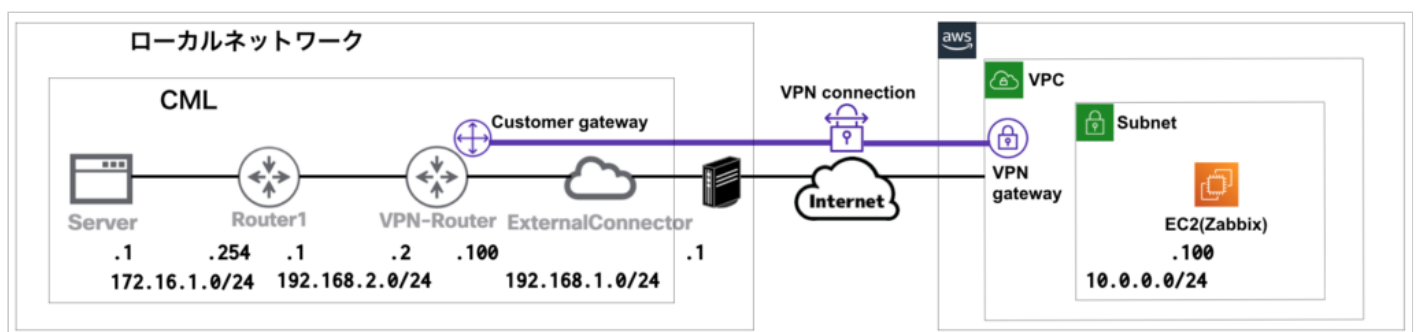 ローカルネットワーク
aws
VPC
CML
VPN connection
Customer gateway
Subnet
VPN
gateway
Internet
Server
Router1
VPN-Router
ExternalConnector
EC2(Zabbix)
.1
.254
.1
.2
.100
.1
.100
172.16.1.0/24
192.168.2.0/24
192.168.1.0/24
10.0.0.0/24